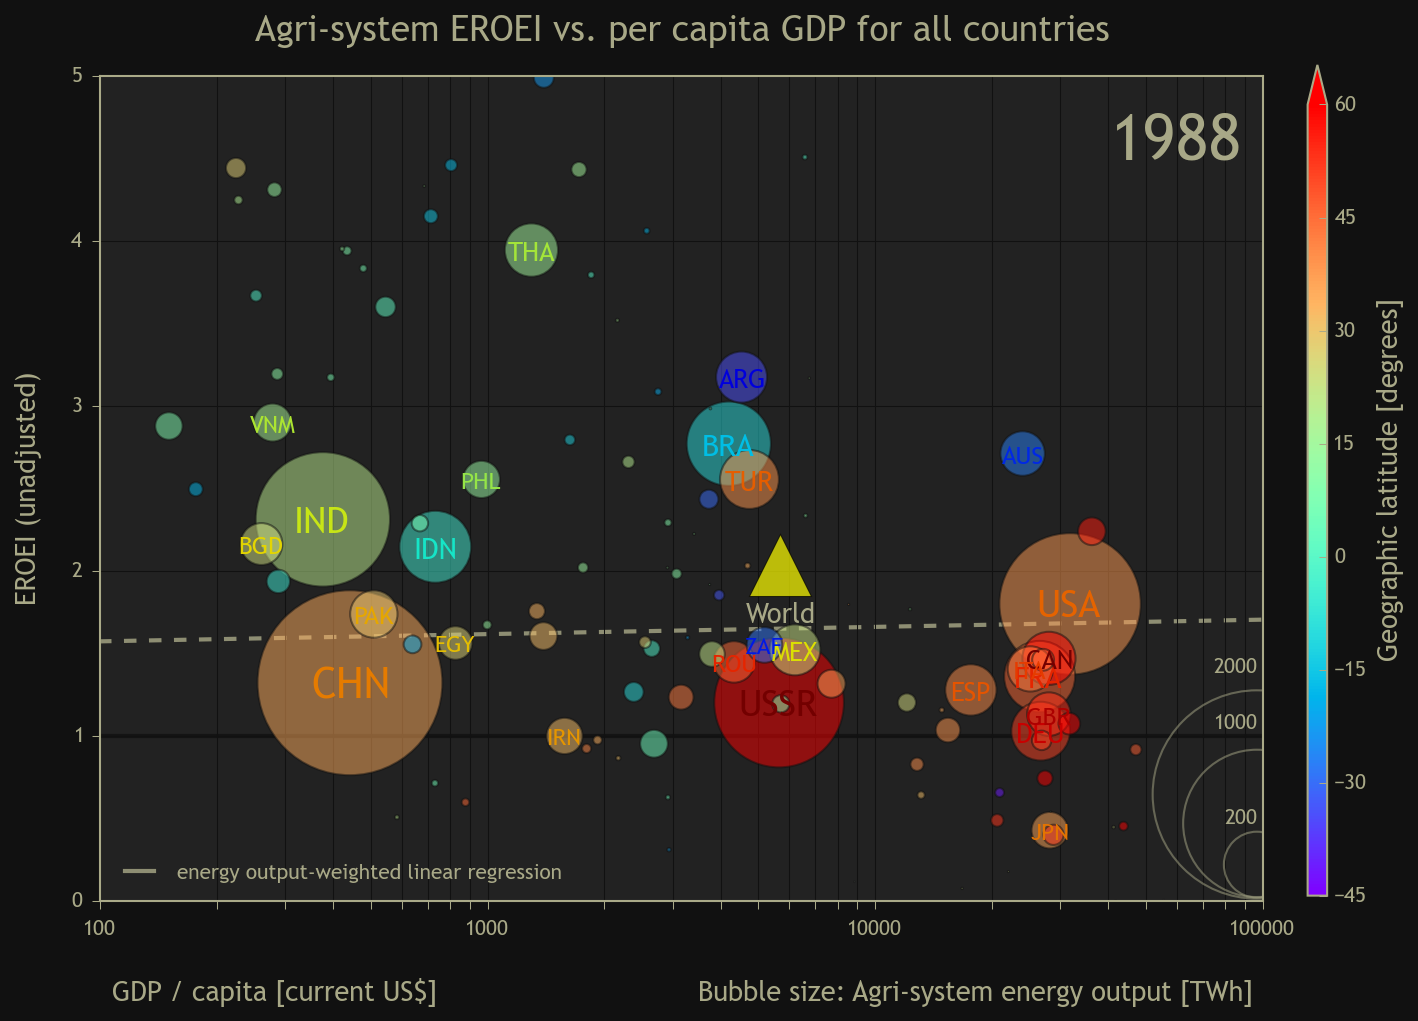 Agri-system EROEI vs. per capita GDP for all countries
1988
EROEI (unadjusted)
5
4
3
2
1
0
THA
ARG
VNM
BRA
AUS
PHL
TUR
IND
BGD
IDN
USA
PAK
World
EGY
ZAF
MEX
ROU
CAN
FRA
CHN
USSR
ESP
GBR
DEU
IRN
JPN
2000
1000
200
energy output-weighted linear regression
100
1000
10000
100000
GDP / capita [current US$]
Bubble size: Agri-system energy output [TWh]
60
45
30
15
0
−15
−30
−45
Geographic latitude [degrees]